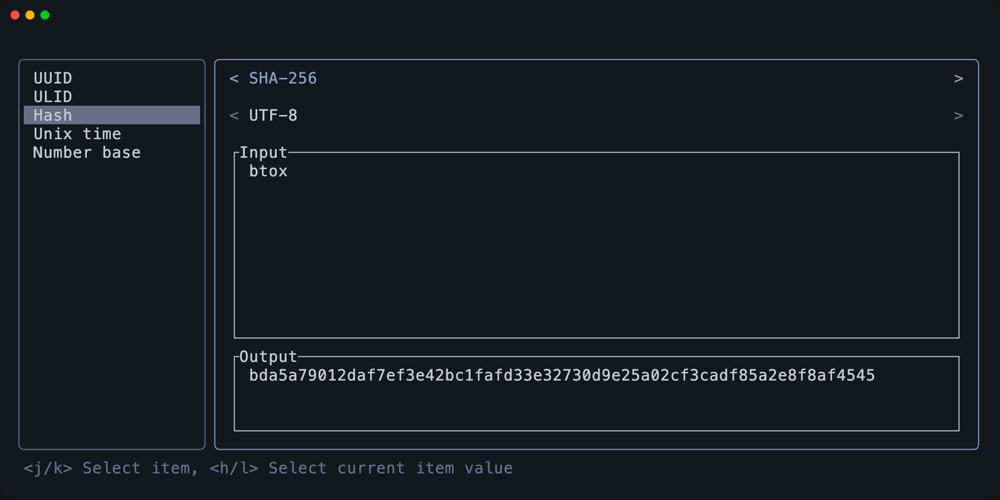 UUID
ULID
Hash
Unix time
Number base
< SHA-256 >
< UTF-8 >
Input
btox
Output
bda5a79012daf7ef3e42bc1fafd33e32730d9e25a02cf3cadf85a2e8f8af4545
<j/k> Select item, <h/l> Select current item value